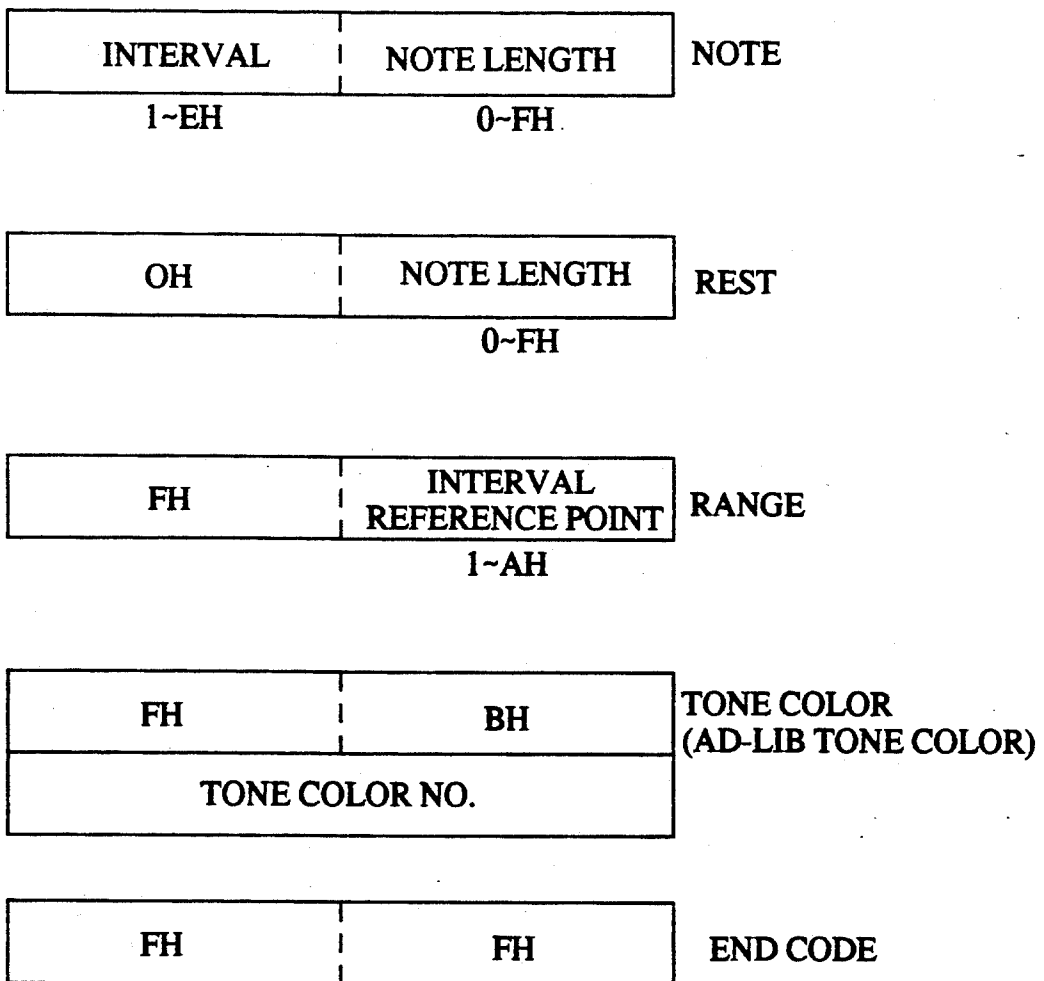 INTERVAL NOTE LENGTH NOTE
1~EH 0~FH
OH NOTE LENGTH REST
0~FH
FH INTERVAL REFERENCE POINT RANGE
1~AH
FH BH TONE COLOR
(AD-LIB TONE COLOR)
TONE COLOR NO.
FH FH END CODE